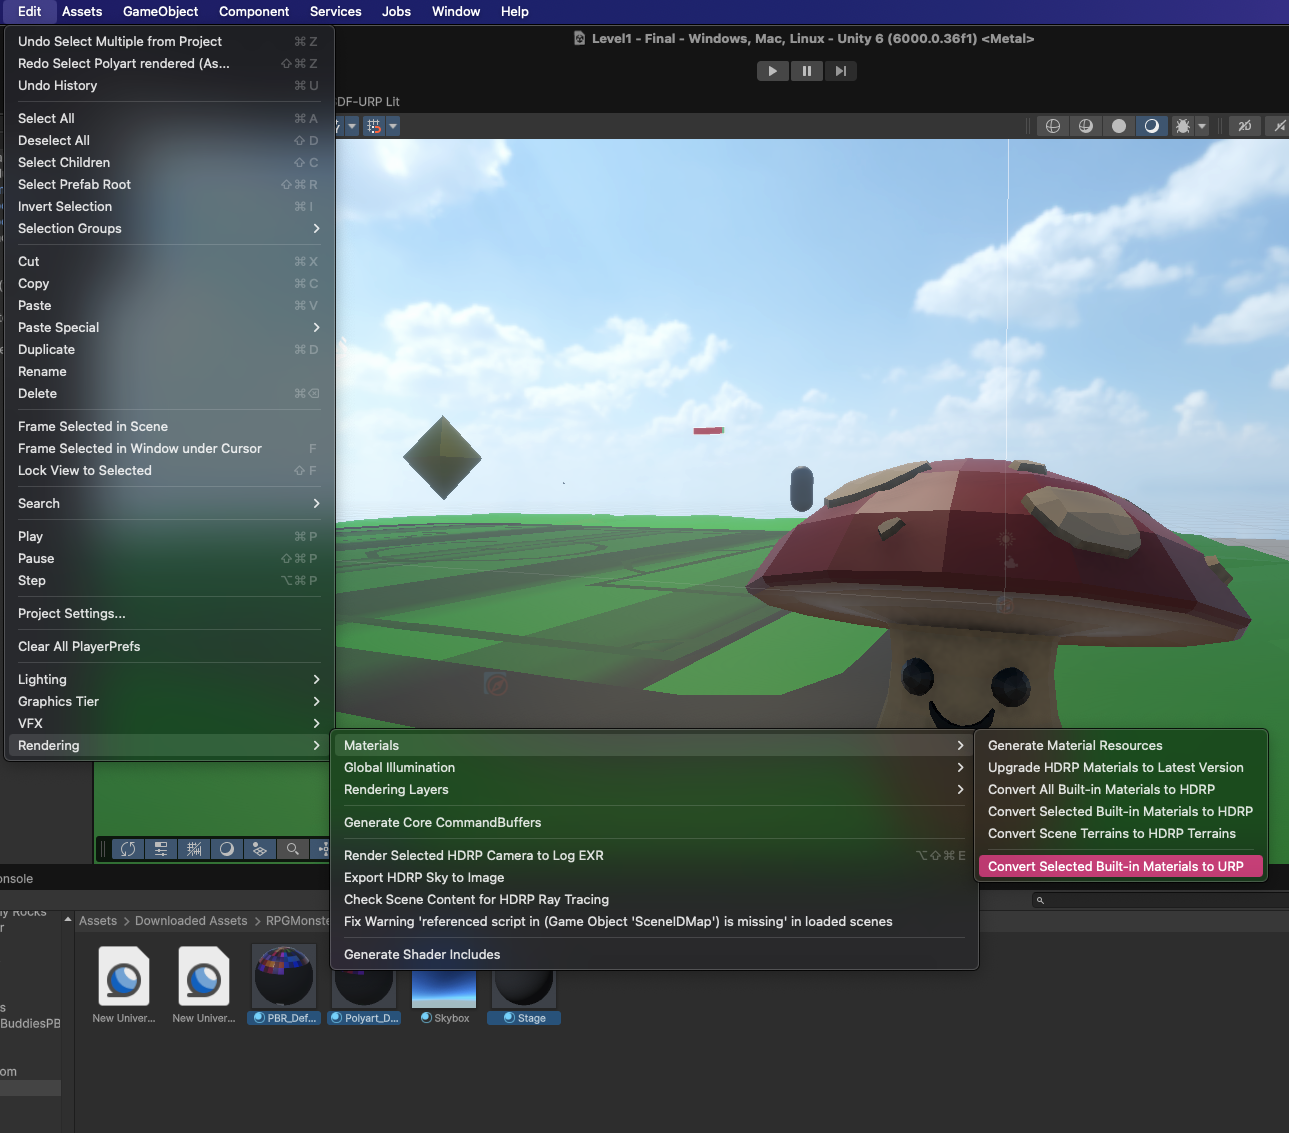 Edit Assets GameObject Component Services Jobs Window Help
Level1 - Final - Windows, Mac, Linux - Unity 6 (6000.0.36f1) <Metal>
Undo Select Multiple from Project ⌘ Z
Redo Select Polyart rendered (As... ⇧ ⌘ Z
Undo History ⌘ U
Select All ⌘ A
Deselect All ⇧ D
Select Children ⇧ C
Select Prefab Root ⇧ ⌘ R
Invert Selection ⌘ I
Selection Groups
Cut ⌘ X
Copy ⌘ C
Paste ⌘ V
Paste Special
Duplicate ⌘ D
Rename
Delete ⌘ ⌫
Frame Selected in Scene
Frame Selected in Window under Cursor F
Lock View to Selected ⇧ F
Search
Play ⌘ P
Pause ⇧ ⌘ P
Step ⌥ ⌘ P
Project Settings...
Clear All PlayerPrefs
Lighting
Graphics Tier
VFX
Rendering
DF-URP Lit
2D
Materials
Global Illumination
Rendering Layers
Generate Core CommandBuffers
Render Selected HDRP Camera to Log EXR ⌥ ⇧ ⌘ E
Export HDRP Sky to Image
Check Scene Content for HDRP Ray Tracing
Fix Warning 'referenced script in (Game Object 'SceneIDMap') is missing' in loaded scenes
Generate Shader Includes
Generate Material Resources
Upgrade HDRP Materials to Latest Version
Convert All Built-in Materials to HDRP
Convert Selected Built-in Materials to HDRP
Convert Scene Terrains to HDRP Terrains
Convert Selected Built-in Materials to URP
onsole
ny Rocks
r
s
BuddiesPB
om
Assets > Downloaded Assets > RPGMonste
New Univer...
New Univer...
PBR_Def...
Polyart_D...
Skybox
Stage